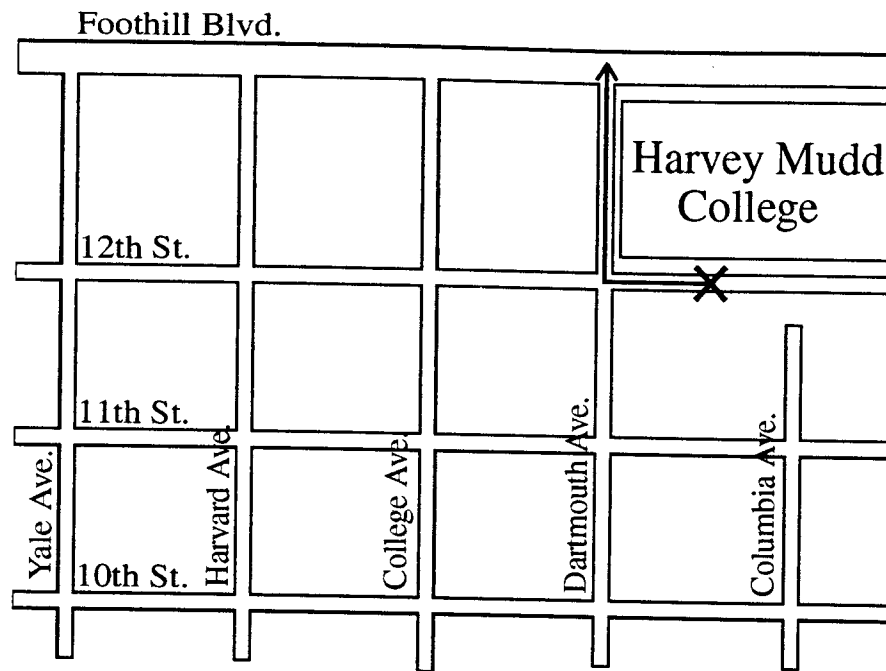 Foothill Blvd.
Harvey Mudd
College
12th St.
11th St.
Yale Ave.
Harvard Ave.
College Ave.
Dartmouth Ave.
Columbia Ave.
10th St.